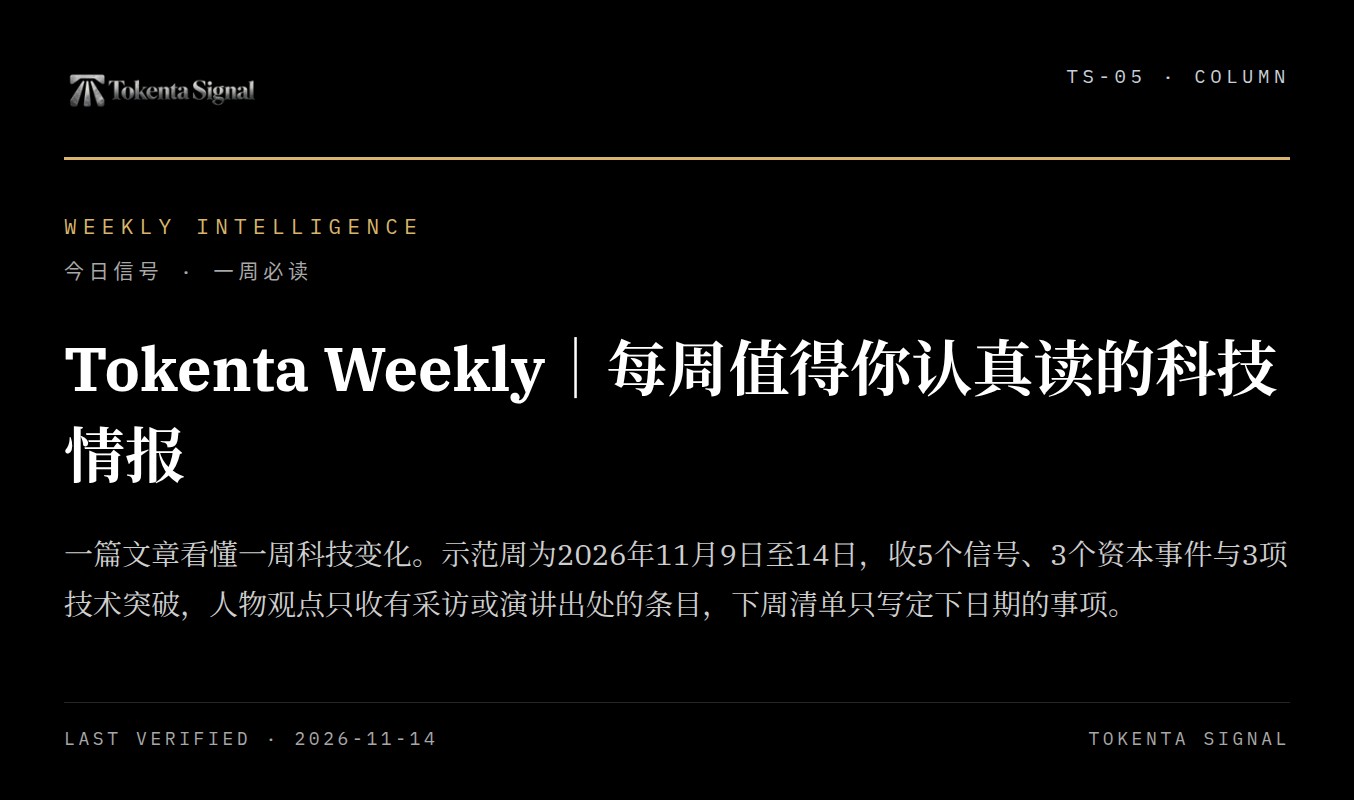 Tokenta Signal
TS-05 · COLUMN
WEEKLY INTELLIGENCE
今日信号 · 一周必读
Tokenta Weekly｜每周值得你认真读的科技
情报
一篇文章看懂一周科技变化。示范周为2026年11月9日至14日，收5个信号、3个资本事件与3项
技术突破，人物观点只收有采访或演讲出处的条目，下周清单只写定下日期的事项。
LAST VERIFIED · 2026-11-14
TOKENTA SIGNAL